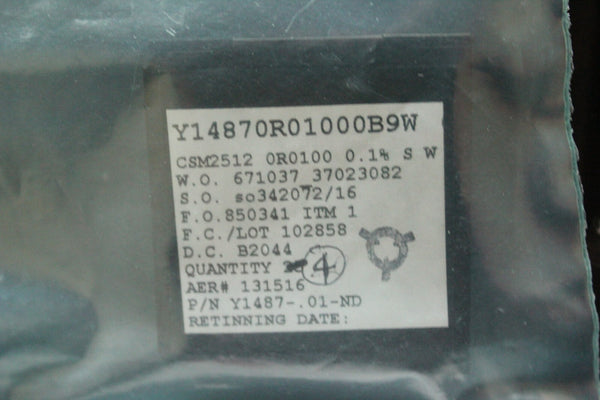 Y14870R01000B9W
CSM2512 0R0100 0.1% S W
W.O. 671037 37023082
S.O. so342072/16
F.O.850341 ITM 1
F.C./LOT 102858
D.C. B2044
QUANTITY 4
AER# 131516
P/N Y1487-.01-ND
RETINNING DATE: